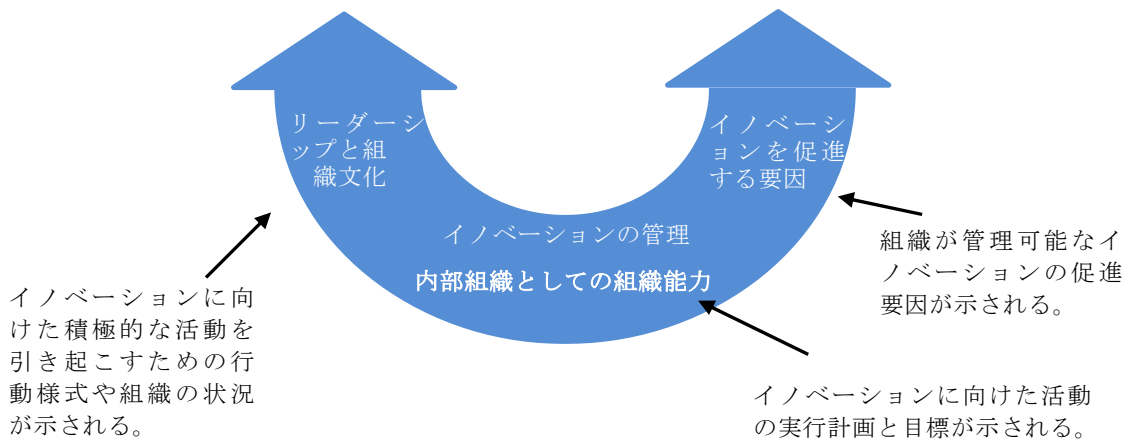 リーダーシ
ップと組
織文化
イノベーシ
ョンを促進
する要因
イノベーションの管理
内部組織としての組織能力
組織が管理可能なイ
ノベーションの促進
要因が示される。
イノベーションに向
けた積極的な活動を
引き起こすための行
動様式や組織の状況
が示される。
イノベーションに向けた活動
の実行計画と目標が示される。